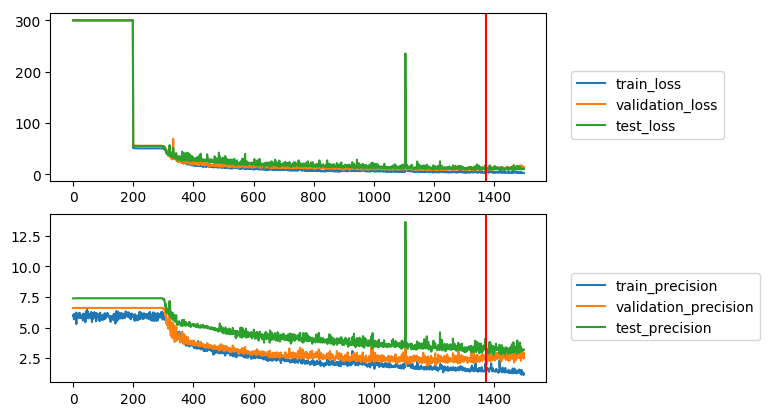 300
200
100
0
0 200 400 600 800 1000 1200 1400
train_loss
validation_loss
test_loss
12.5
10.0
7.5
5.0
2.5
0 200 400 600 800 1000 1200 1400
train_precision
validation_precision
test_precision